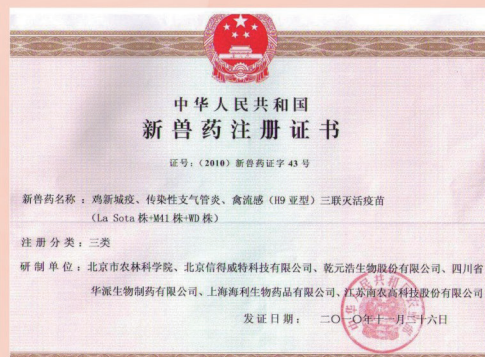 中华人民共和国
新兽药注册证书
证号:(2010)新兽药证字 43 号
新兽药名称:鸡新城疫、传染性支气管炎、禽流感(H9 亚型)三联灭活疫苗
(La Sota 株+M41 株+WD 株)
注册分类:三类
研制单位:北京市农林科学院、北京信得威特科技有限公司、乾元浩生物股份有限公司、四川省
华派生物制药有限公司、上海海利生物药品有限公司、江苏南农高科技股份有限公司
发证日期: 二〇一〇年十一月二十六日